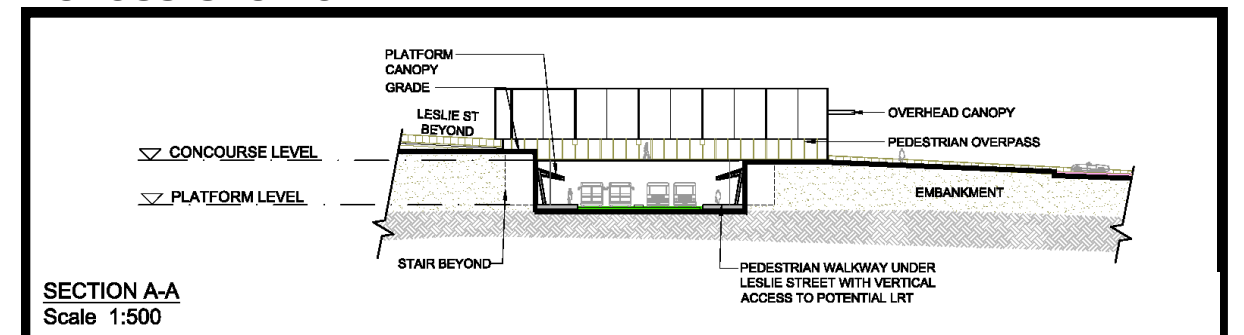 PLATFORM
CANOPY
GRADE
LESLIE ST
BEYOND
OVERHEAD CANOPY
PEDESTRIAN OVERPASS
CONCOURSE LEVEL
PLATFORM LEVEL
EMBANKMENT
STAIR BEYOND
PEDESTRIAN WALKWAY UNDER
LESLIE STREET WITH VERTICAL
ACCESS TO POTENTIAL LRT
SECTION A-A
Scale 1:500